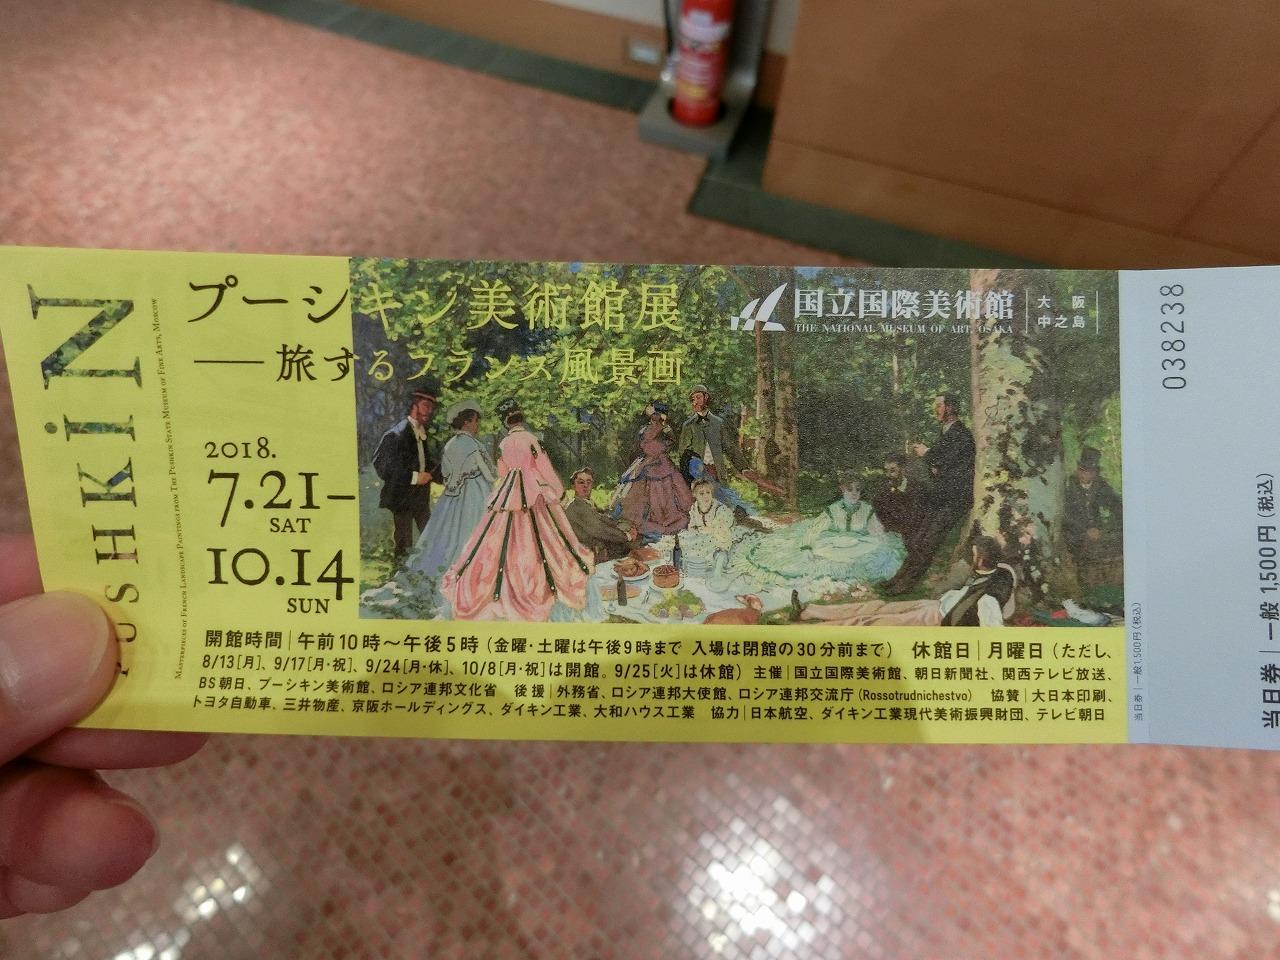 PUSHKIN
MASTERPIECES OF FRENCH LANDSCAPE PAINTINGS FROM THE PUSHKIN STATE MUSEUM OF FINE ARTS, MOSCOW
プーシキン美術館展
――旅するフランス風景画
国立国際美術館
THE NATIONAL MUSEUM OF ART, OSAKA
大阪
中之島
2018.
7.21–
SAT
10.14
SUN
開館時間|午前10時〜午後5時(金曜・土曜は午後9時まで 入場は閉館の30分前まで) 休館日|月曜日(ただし、
8/13[月]、9/17[月・祝]、9/24[月・休]、10/8[月・祝]は開館。9/25[火]は休館) 主催|国立国際美術館、朝日新聞社、関西テレビ放送、
BS朝日、プーシキン美術館、ロシア連邦文化省 後援|外務省、ロシア連邦大使館、ロシア連邦交流庁(Rossotrudnichestvo) 協賛|大日本印刷、
トヨタ自動車、三井物産、京阪ホールディングス、ダイキン工業、大和ハウス工業 協力|日本航空、ダイキン工業現代美術振興財団、テレビ朝日
当日券|一般1,500円(税込)
038238
当日券|一般 1,500円(税込)